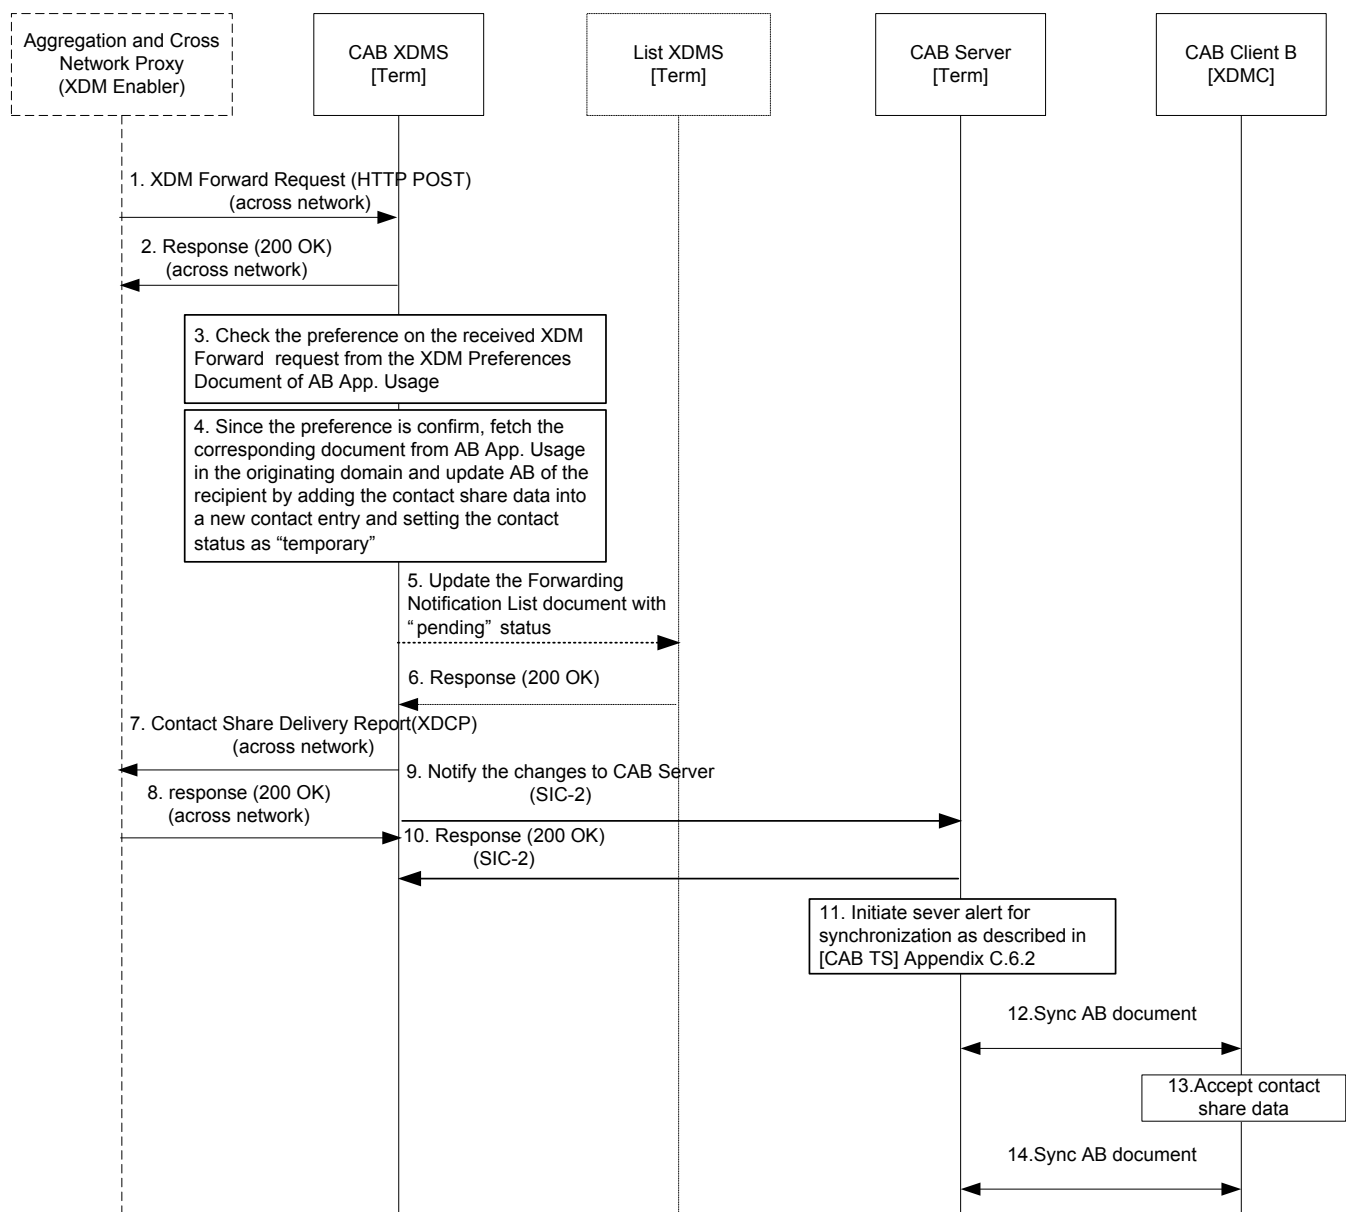 Aggregation and Cross
Network Proxy
(XDM Enabler)
CAB XDMS
[Term]
List XDMS
[Term]
CAB Server
[Term]
CAB Client B
[XDMC]
1. XDM Forward Request (HTTP POST)
(across network)
2. Response (200 OK)
(across network)
3. Check the preference on the received XDM
Forward request from the XDM Preferences
Document of AB App. Usage
4. Since the preference is confirm, fetch the
corresponding document from AB App. Usage
in the originating domain and update AB of the
recipient by adding the contact share data into
a new contact entry and setting the contact
status as “temporary”
5. Update the Forwarding
Notification List document with
“pending” status
6. Response (200 OK)
7. Contact Share Delivery Report(XDCP)
(across network)
8. response (200 OK)
(across network)
9. Notify the changes to CAB Server
(SIC-2)
10. Response (200 OK)
(SIC-2)
11. Initiate sever alert for
synchronization as described in
[CAB TS] Appendix C.6.2
12.Sync AB document
13.Accept contact
share data
14.Sync AB document